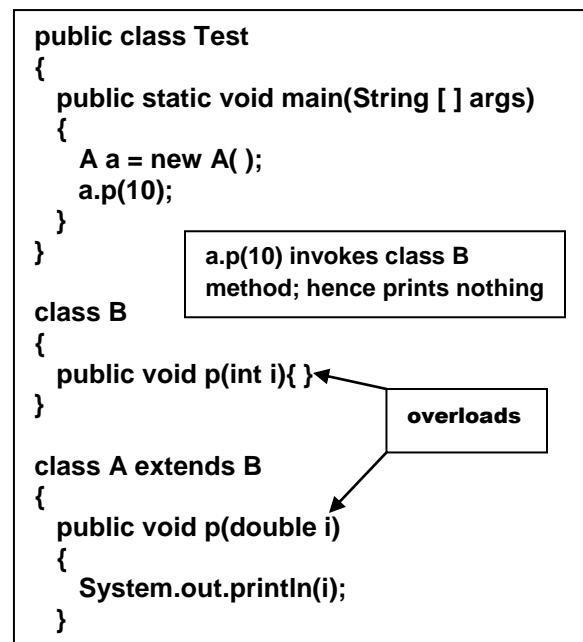 public class Test
{
public static void main(String [ ] args)
{
A a = new A( );
a.p(10);
}
}
a.p(10) invokes class B
method; hence prints nothing
class B
{
public void p(int i){ }
}
overloads
class A extends B
{
public void p(double i)
{
System.out.println(i);
}